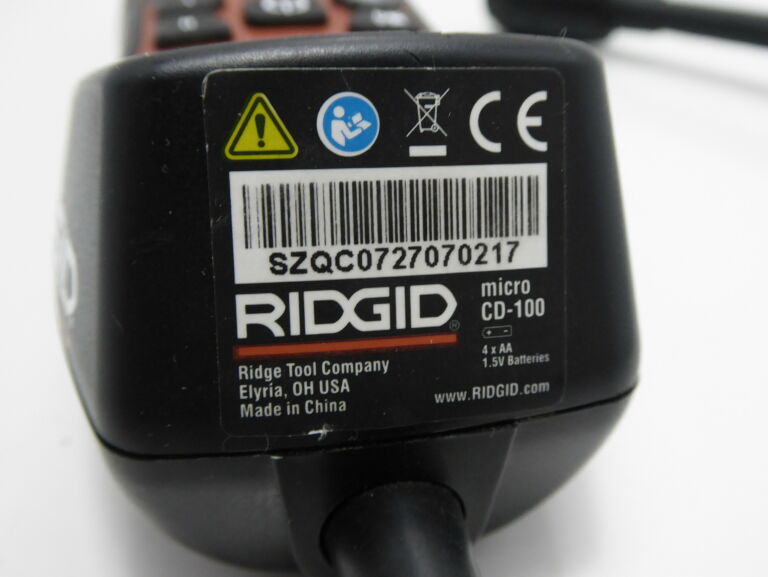 CE
SZQC0727070217
RIDGID®
micro
CD-100
+ -
4 x AA
1.5V Batteries
Ridge Tool Company
Elyria, OH USA
Made in China
www.RIDGID.com